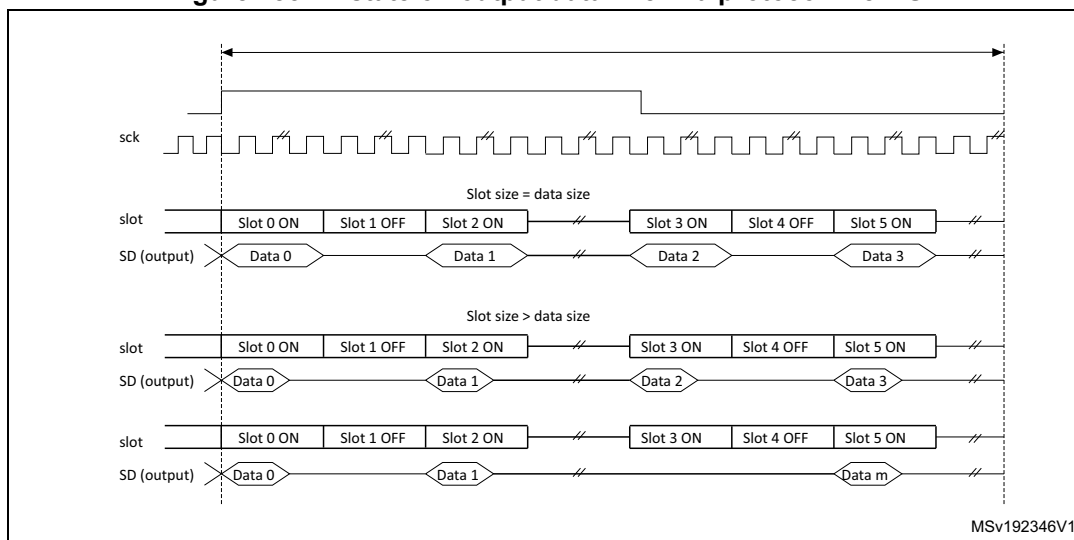 sck
Slot size = data size
slot Slot 0 ON Slot 1 OFF Slot 2 ON Slot 3 ON Slot 4 OFF Slot 5 ON
SD (output) Data 0 Data 1 Data 2 Data 3
Slot size > data size
slot Slot 0 ON Slot 1 OFF Slot 2 ON Slot 3 ON Slot 4 OFF Slot 5 ON
SD (output) Data 0 Data 1 Data 2 Data 3
slot Slot 0 ON Slot 1 OFF Slot 2 ON Slot 3 ON Slot 4 OFF Slot 5 ON
SD (output) Data 0 Data 1 Data m
MSv192346V1